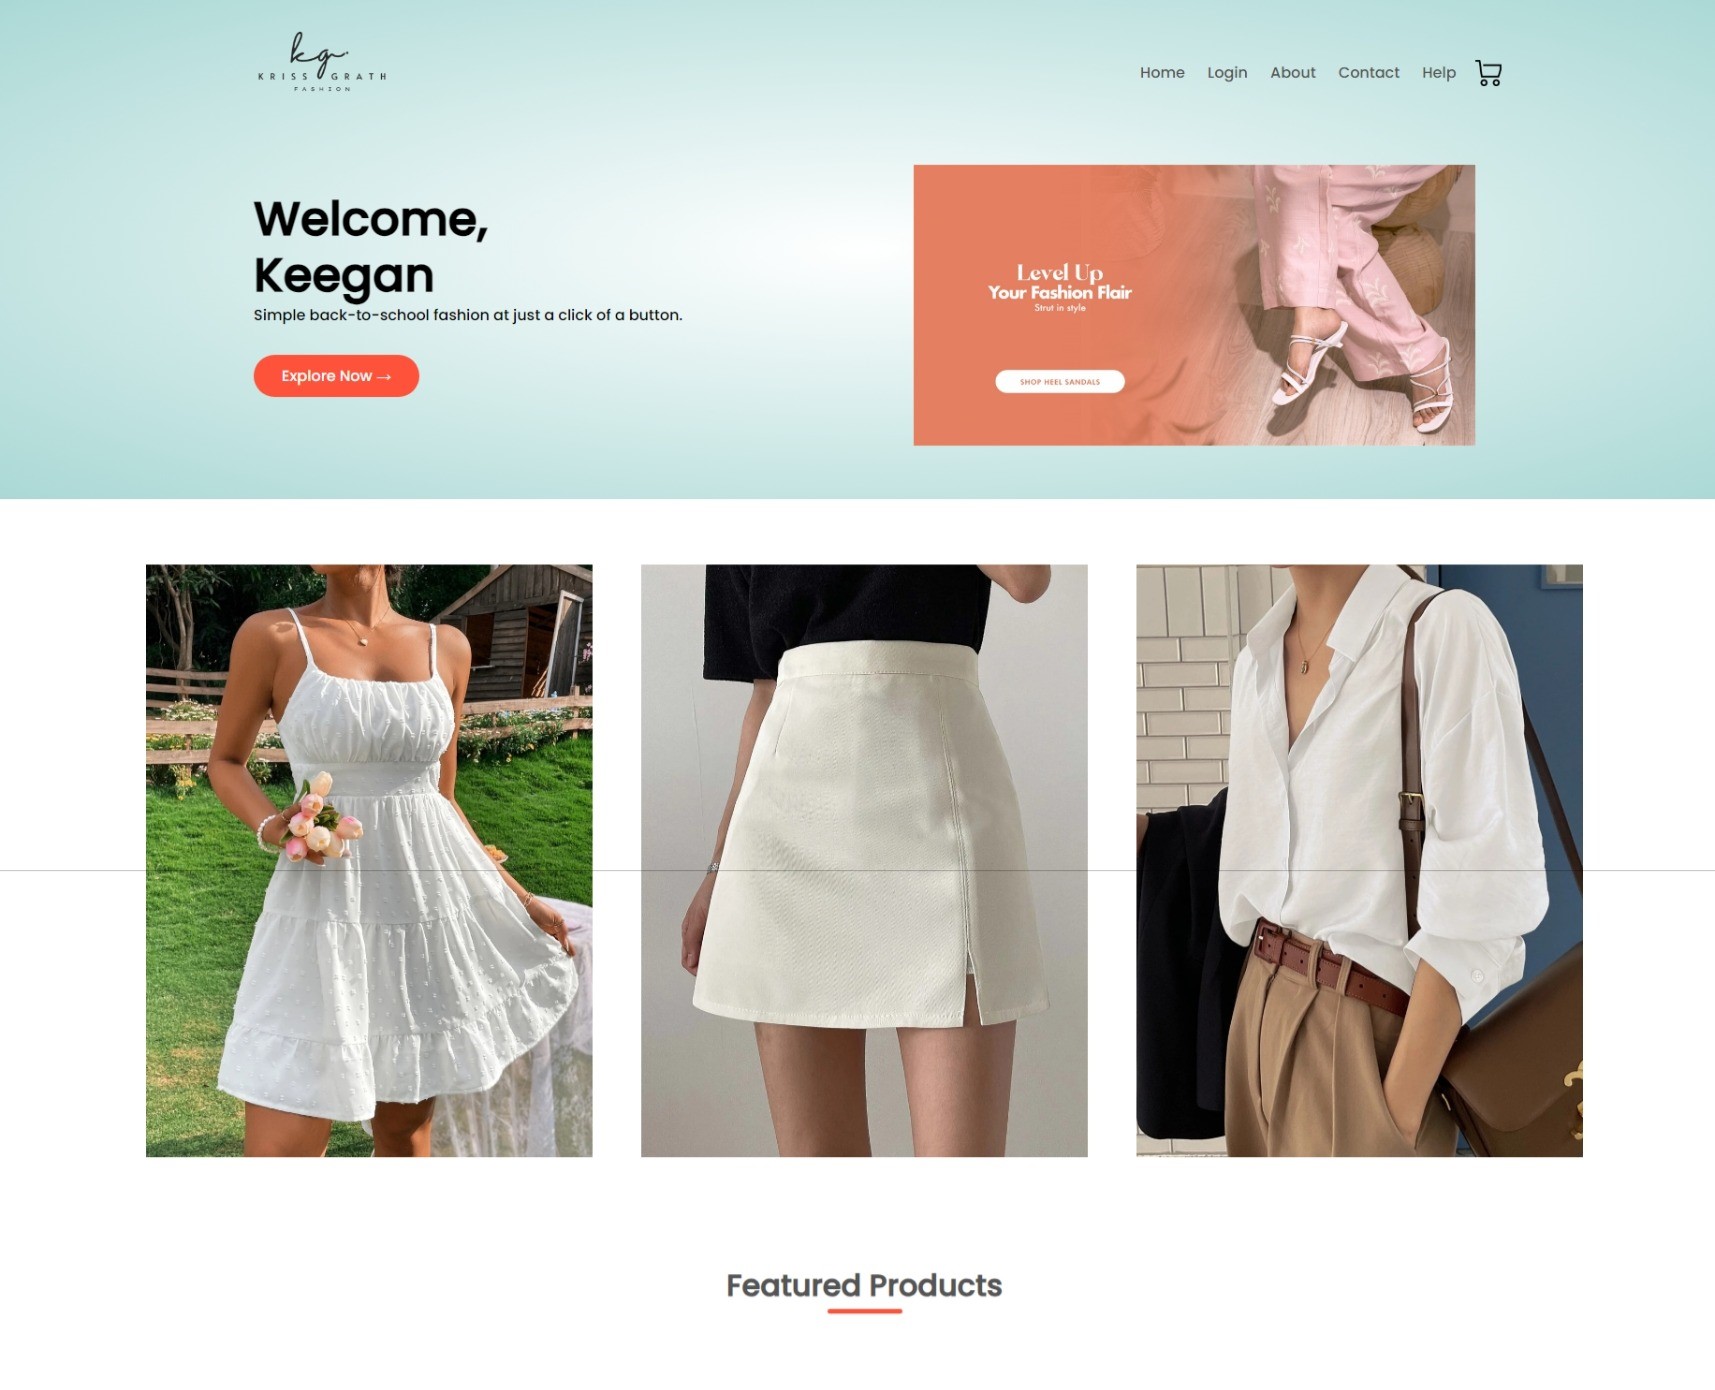 kg.
KRISS GRATH
FASHION
Home Login About Contact Help
Welcome,
Keegan
Simple back-to-school fashion at just a click of a button.
Explore Now →
Level Up
Your Fashion Flair
Strut in style
SHOP HEEL SANDALS
Featured Products